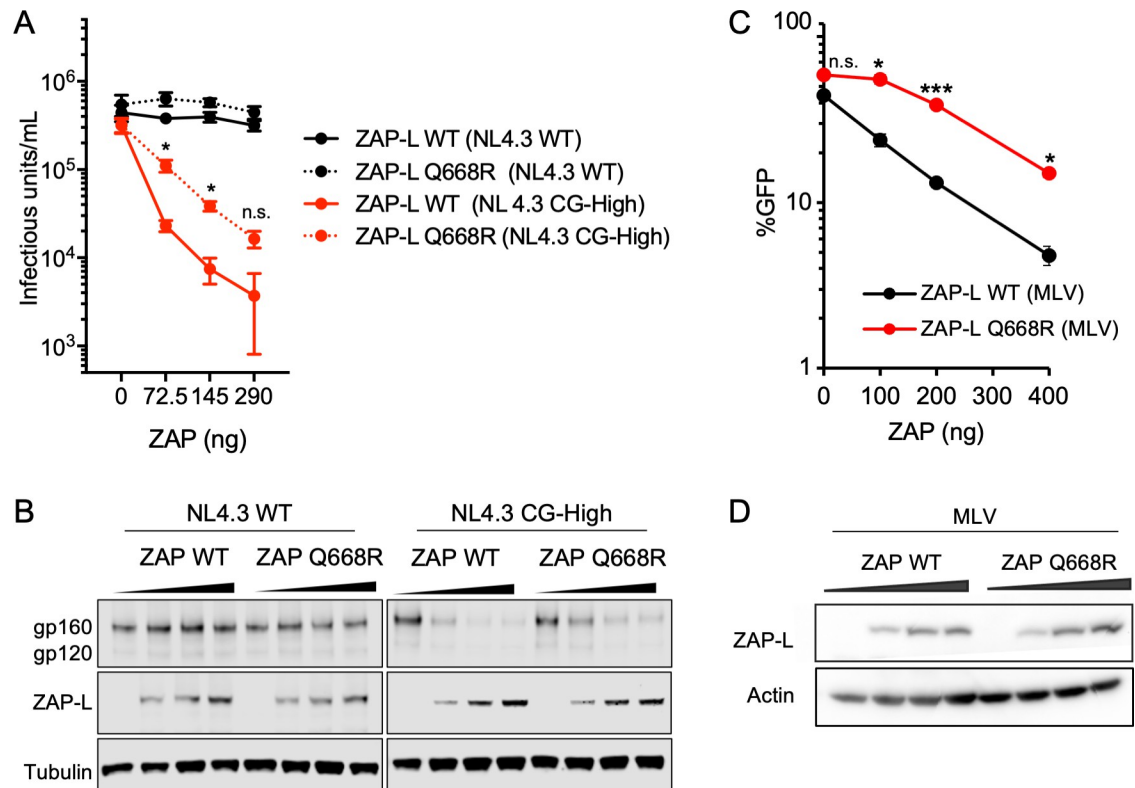 A
10⁶
10⁵
10⁴
10³
Infectious units/mL
*
*
n.s.
0 72.5 145 290
ZAP (ng)
ZAP-L WT (NL4.3 WT)
ZAP-L Q668R (NL4.3 WT)
ZAP-L WT (NL 4.3 CG-High)
ZAP-L Q668R (NL4.3 CG-High)
C
100
10
1
%GFP
n.s.
*
***
*
ZAP-L WT (MLV)
ZAP-L Q668R (MLV)
0 100 200 300 400
ZAP (ng)
B
NL4.3 WT NL4.3 CG-High
ZAP WT ZAP Q668R ZAP WT ZAP Q668R
gp160
gp120
ZAP-L
Tubulin
D
MLV
ZAP WT ZAP Q668R
ZAP-L
Actin